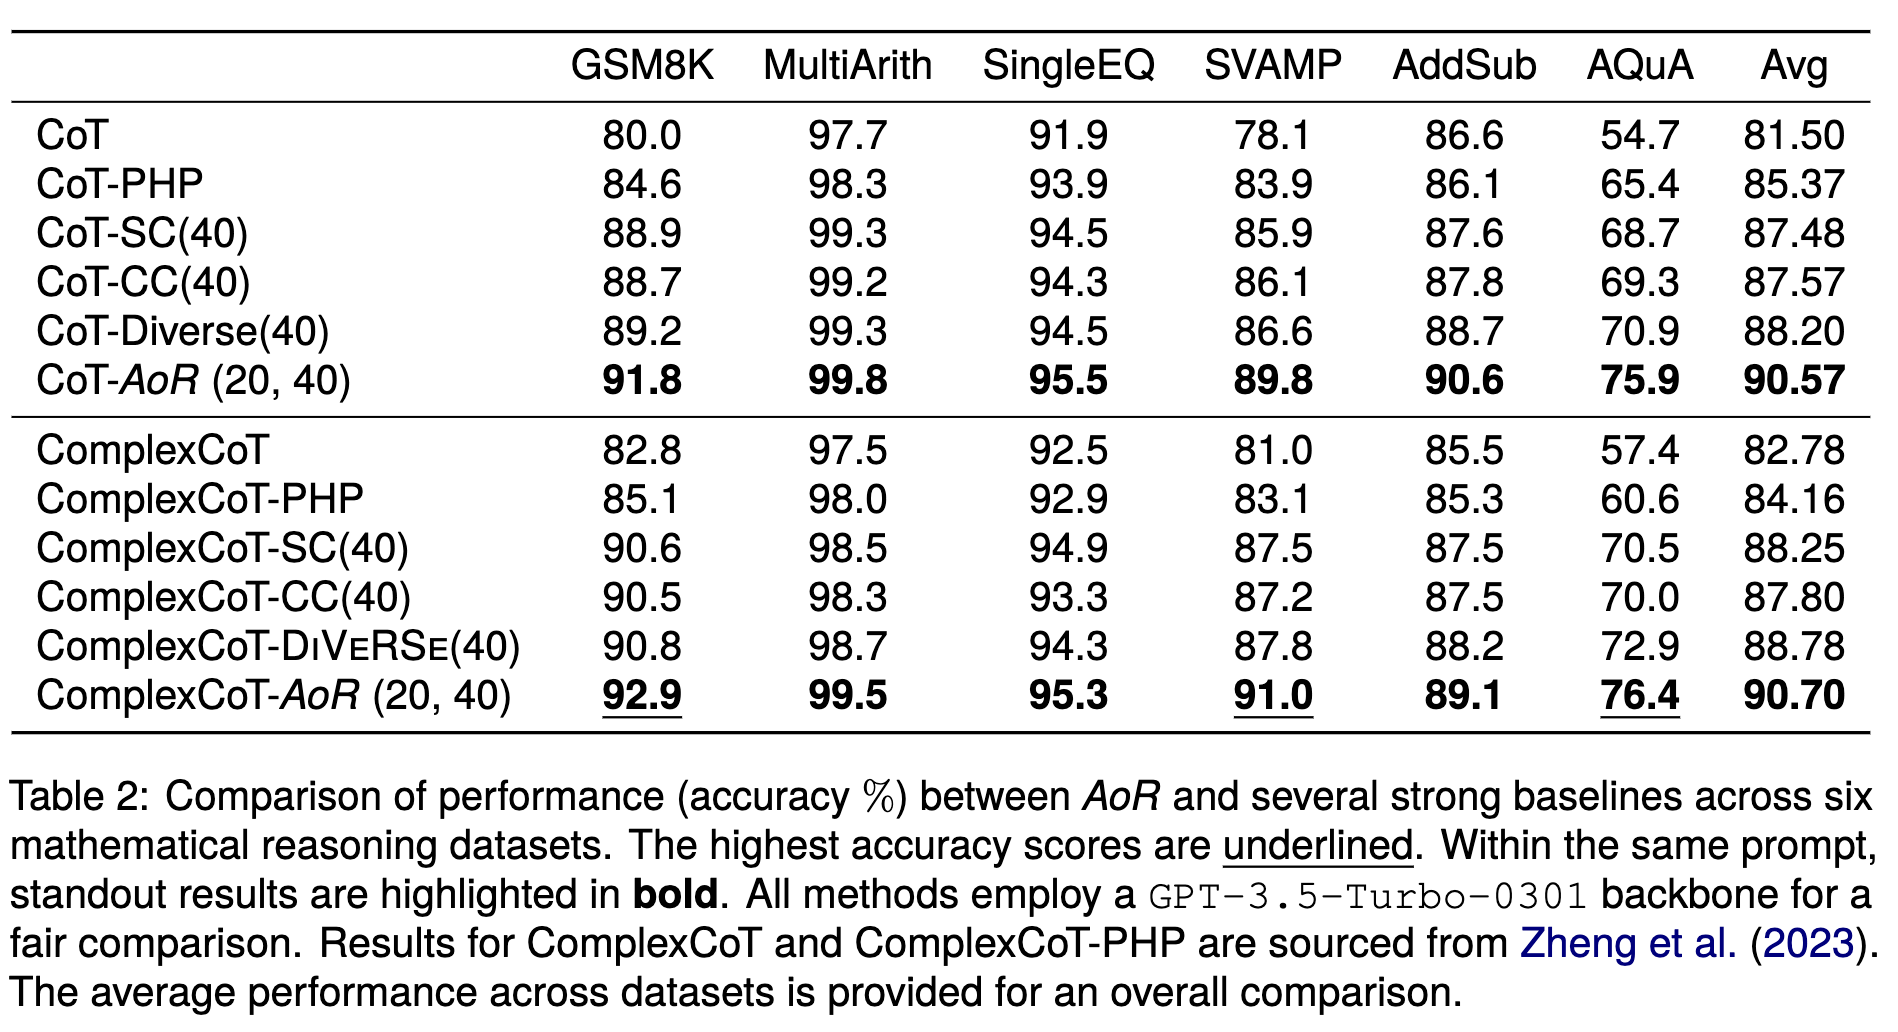 GSM8K MultiArith SingleEQ SVAMP AddSub AQuA Avg
CoT 80.0 97.7 91.9 78.1 86.6 54.7 81.50
CoT-PHP 84.6 98.3 93.9 83.9 86.1 65.4 85.37
CoT-SC(40) 88.9 99.3 94.5 85.9 87.6 68.7 87.48
CoT-CC(40) 88.7 99.2 94.3 86.1 87.8 69.3 87.57
CoT-Diverse(40) 89.2 99.3 94.5 86.6 88.7 70.9 88.20
CoT-AoR (20, 40) 91.8 99.8 95.5 89.8 90.6 75.9 90.57
ComplexCoT 82.8 97.5 92.5 81.0 85.5 57.4 82.78
ComplexCoT-PHP 85.1 98.0 92.9 83.1 85.3 60.6 84.16
ComplexCoT-SC(40) 90.6 98.5 94.9 87.5 87.5 70.5 88.25
ComplexCoT-CC(40) 90.5 98.3 93.3 87.2 87.5 70.0 87.80
ComplexCoT-DIVERSE(40) 90.8 98.7 94.3 87.8 88.2 72.9 88.78
ComplexCoT-AoR (20, 40) 92.9 99.5 95.3 91.0 89.1 76.4 90.70
Table 2: Comparison of performance (accuracy %) between AoR and several strong baselines across six
mathematical reasoning datasets. The highest accuracy scores are underlined. Within the same prompt,
standout results are highlighted in bold. All methods employ a GPT-3.5-Turbo-0301 backbone for a
fair comparison. Results for ComplexCoT and ComplexCoT-PHP are sourced from Zheng et al. (2023).
The average performance across datasets is provided for an overall comparison.